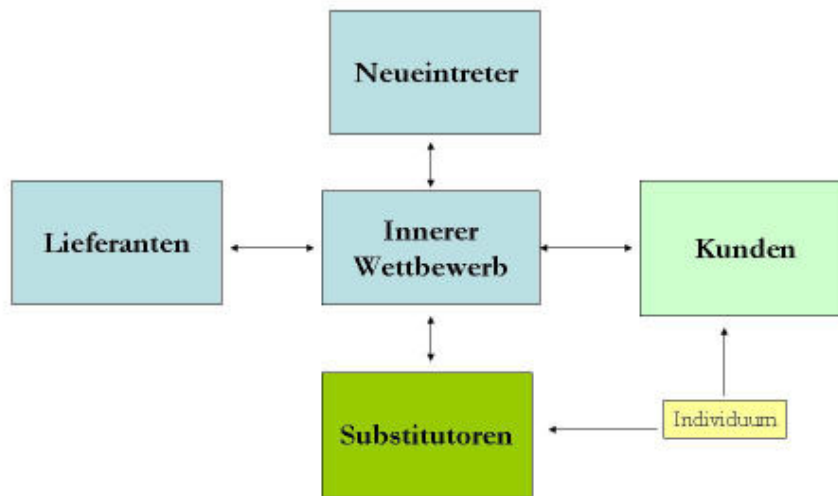 Neueintreter
Lieferanten
Innerer
Wettbewerb
Kunden
Substitutoren
Individuum